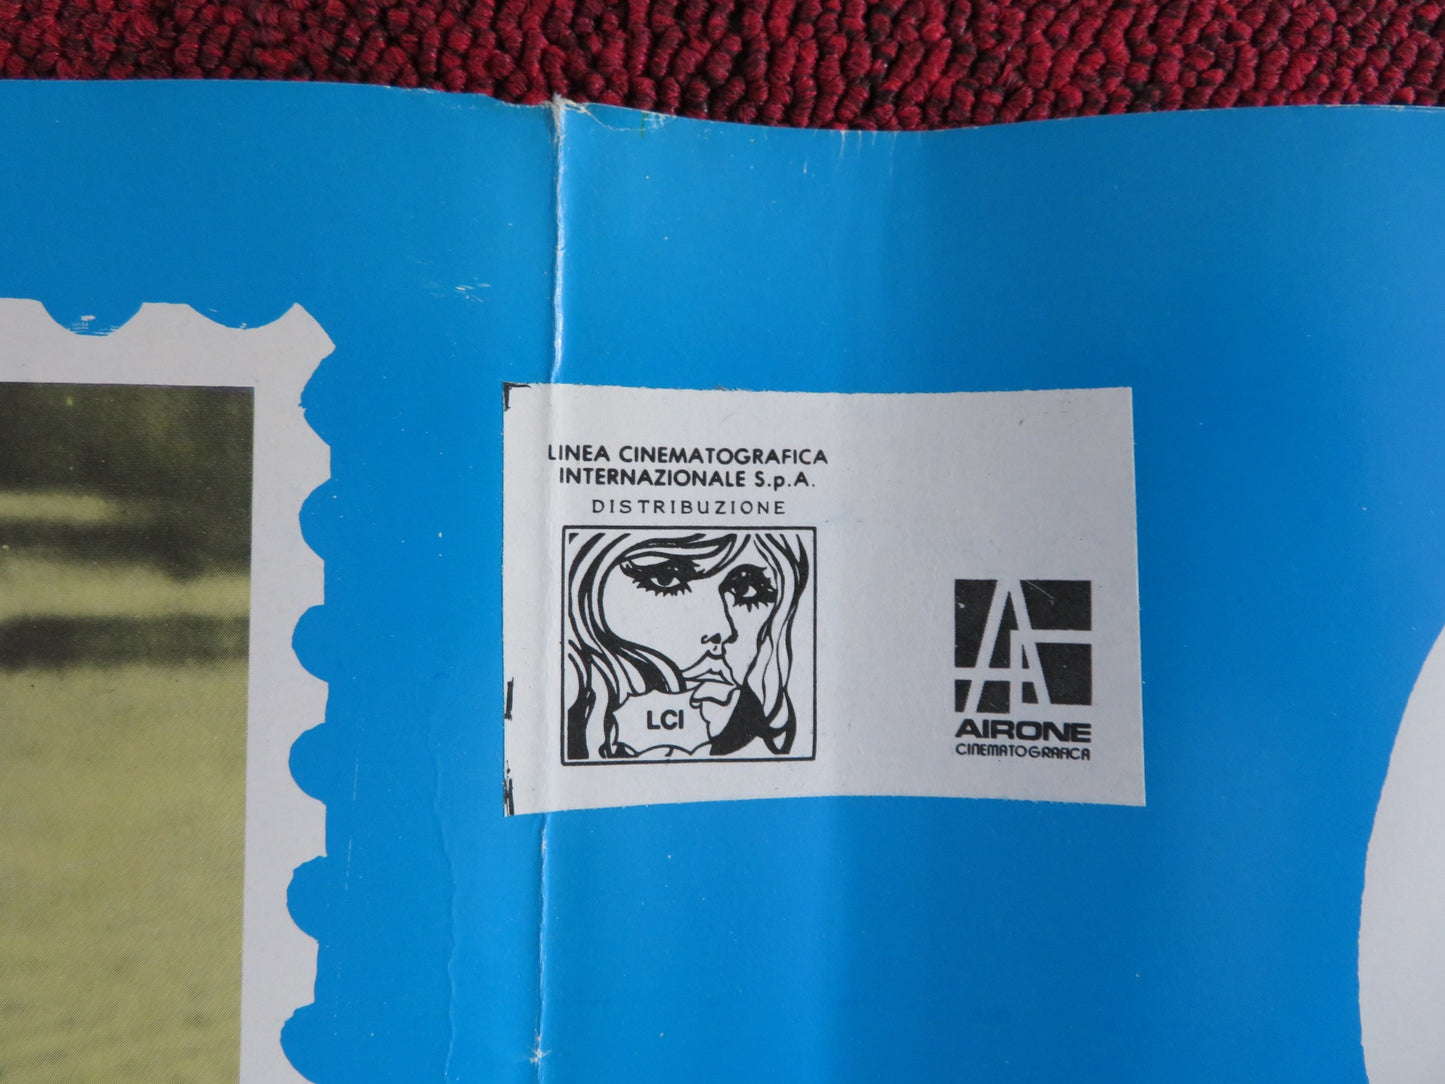 LINEA CINEMATOGRAFICA
INTERNAZIONALE S.p.A.
DISTRIBUZIONE
LCI
AIRONE
CINEMATOGRAFICA